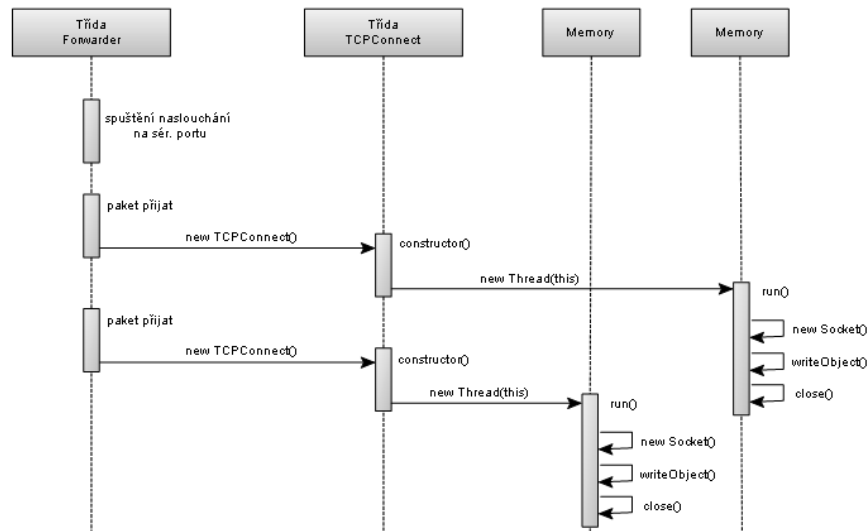 Třída
Forwarder
Třída
TCPConnect
Memory
Memory
spuštění naslouchání
na sér. portu
paket přijat
new TCPConnect()
constructor()
new Thread(this)
run()
new Socket()
writeObject()
close()
paket přijat
new TCPConnect()
constructor()
new Thread(this)
run()
new Socket()
writeObject()
close()